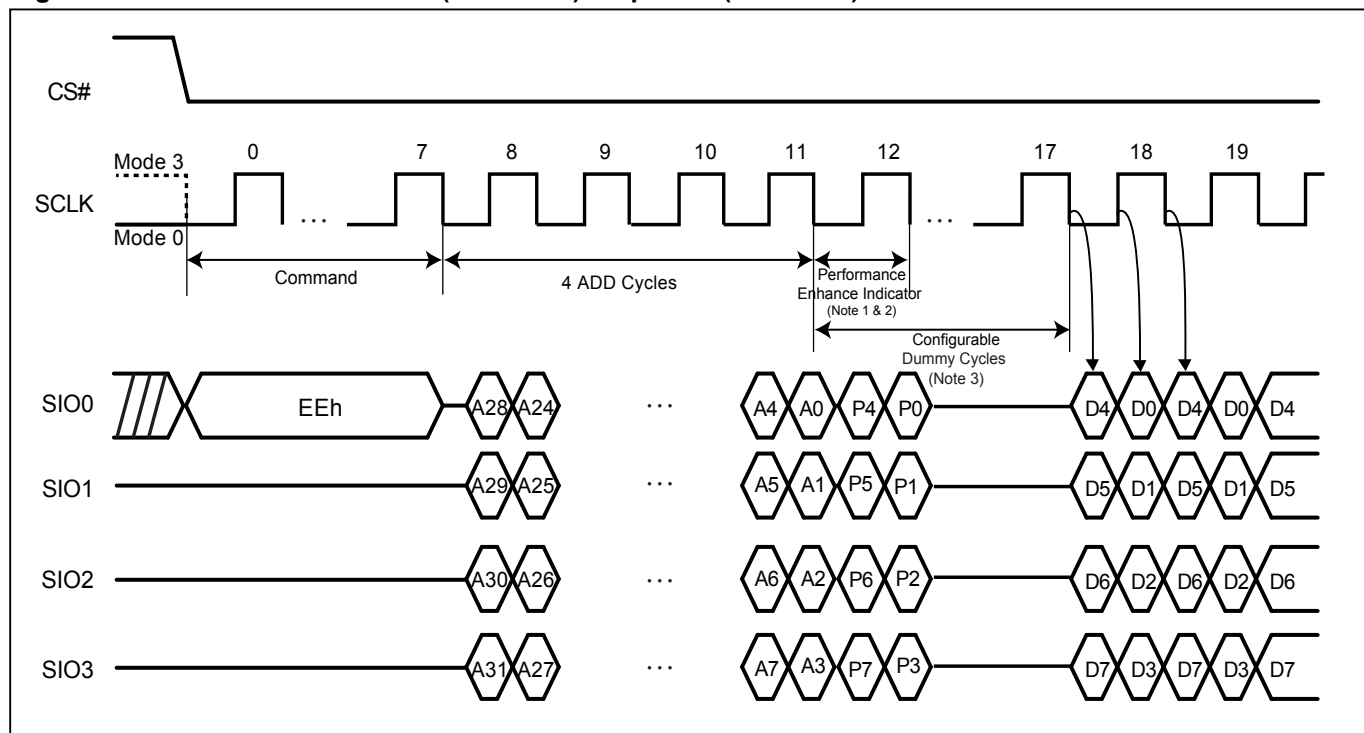 CS#
0 7 8 9 10 11 12 17 18 19
Mode 3
SCLK
Mode 0
...
...
Command
4 ADD Cycles
Performance
Enhance Indicator
(Note 1 & 2)
Configurable
Dummy Cycles
(Note 3)
SIO0 EEh A28 A24 ... A4 A0 P4 P0 D4 D0 D4 D0 D4
SIO1 A29 A25 ... A5 A1 P5 P1 D5 D1 D5 D1 D5
SIO2 A30 A26 ... A6 A2 P6 P2 D6 D2 D6 D2 D6
SIO3 A31 A27 ... A7 A3 P7 P3 D7 D3 D7 D3 D7